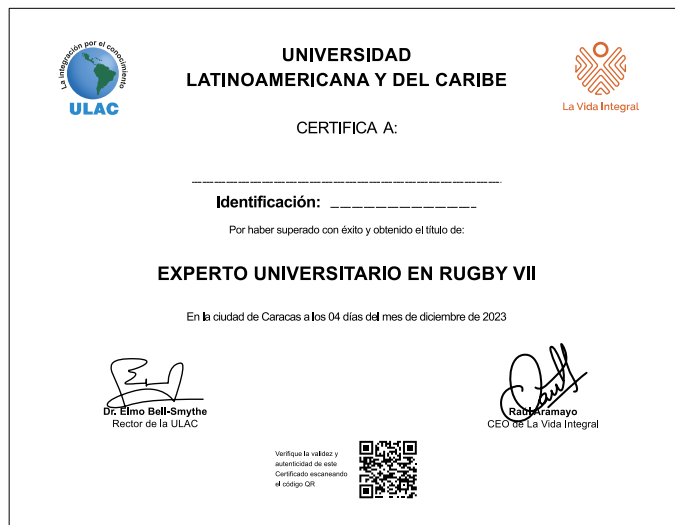 La integración por el conocimiento
ULAC
UNIVERSIDAD
LATINOAMERICANA Y DEL CARIBE
La Vida Integral
CERTIFICA A:
Identificación:
Por haber superado con éxito y obtenido el título de:
EXPERTO UNIVERSITARIO EN RUGBY VII
En la ciudad de Caracas a los 04 días del mes de diciembre de 2023
Dr. Elmo Bell-Smythe
Rector de la ULAC
Raúl Aramayo
CEO de La Vida Integral
Verifique la validez y
autenticidad de este
Certificado escaneando
el código QR